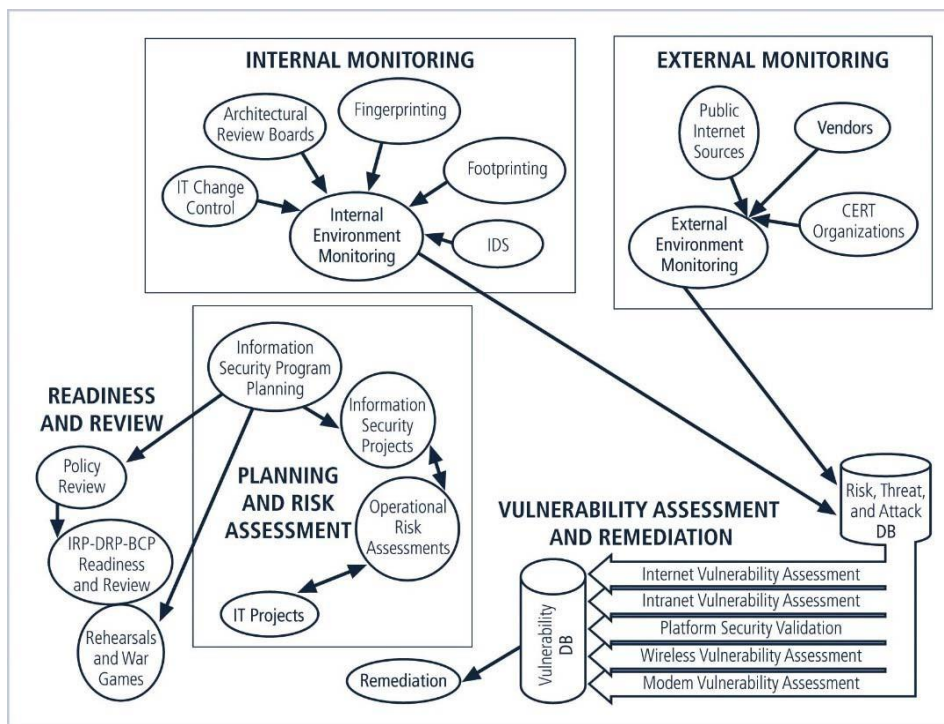 INTERNAL MONITORING
Architectural
Review Boards
Fingerprinting
Footprinting
IT Change
Control
Internal
Environment
Monitoring
IDS
EXTERNAL MONITORING
Public
Internet
Sources
Vendors
CERT
Organizations
External
Environment
Monitoring
READINESS
AND REVIEW
Policy
Review
IRP-DRP-BCP
Readiness
and Review
Rehearsals
and War
Games
Information
Security Program
Planning
Information
Security
Projects
PLANNING
AND RISK
ASSESSMENT
Operational
Risk
Assessments
IT Projects
VULNERABILITY ASSESSMENT
AND REMEDIATION
Risk, Threat,
and Attack
DB
Internet Vulnerability Assessment
Intranet Vulnerability Assessment
Platform Security Validation
Wireless Vulnerability Assessment
Modem Vulnerability Assessment
Vulnerability
DB
Remediation